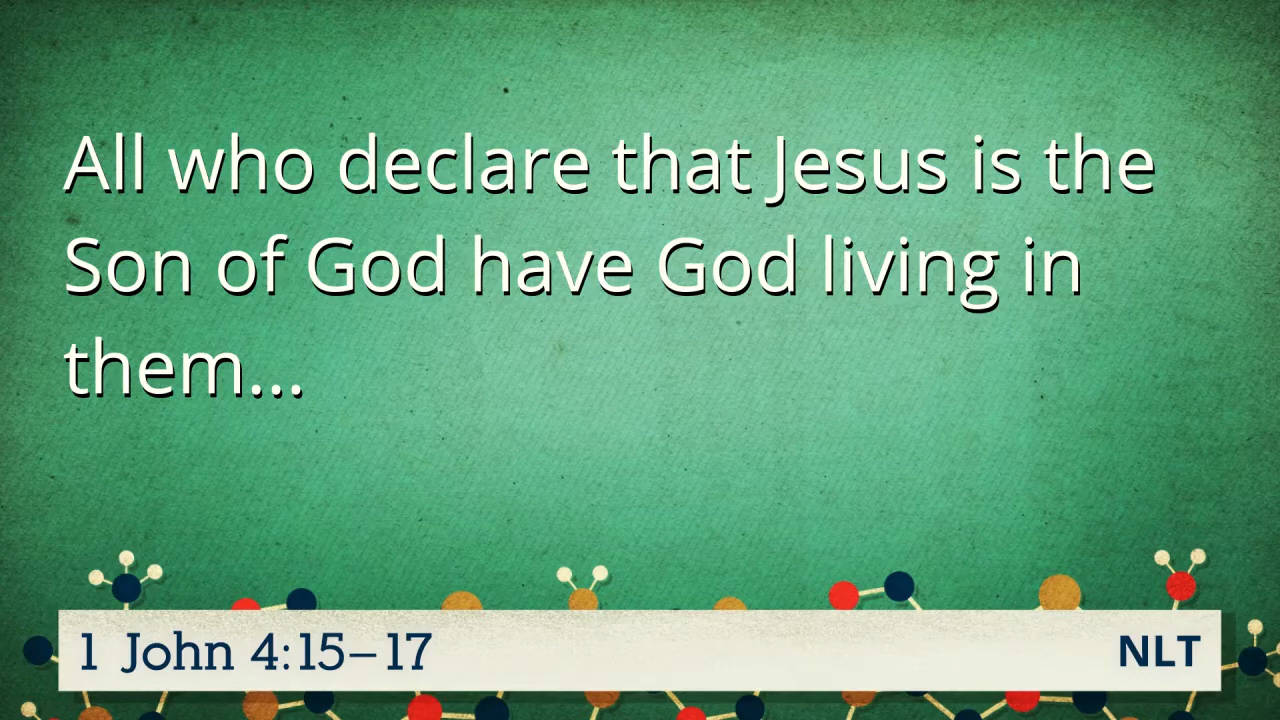 All who declare that Jesus is the
Son of God have God living in
them...
1 John 4:15–17
NLT